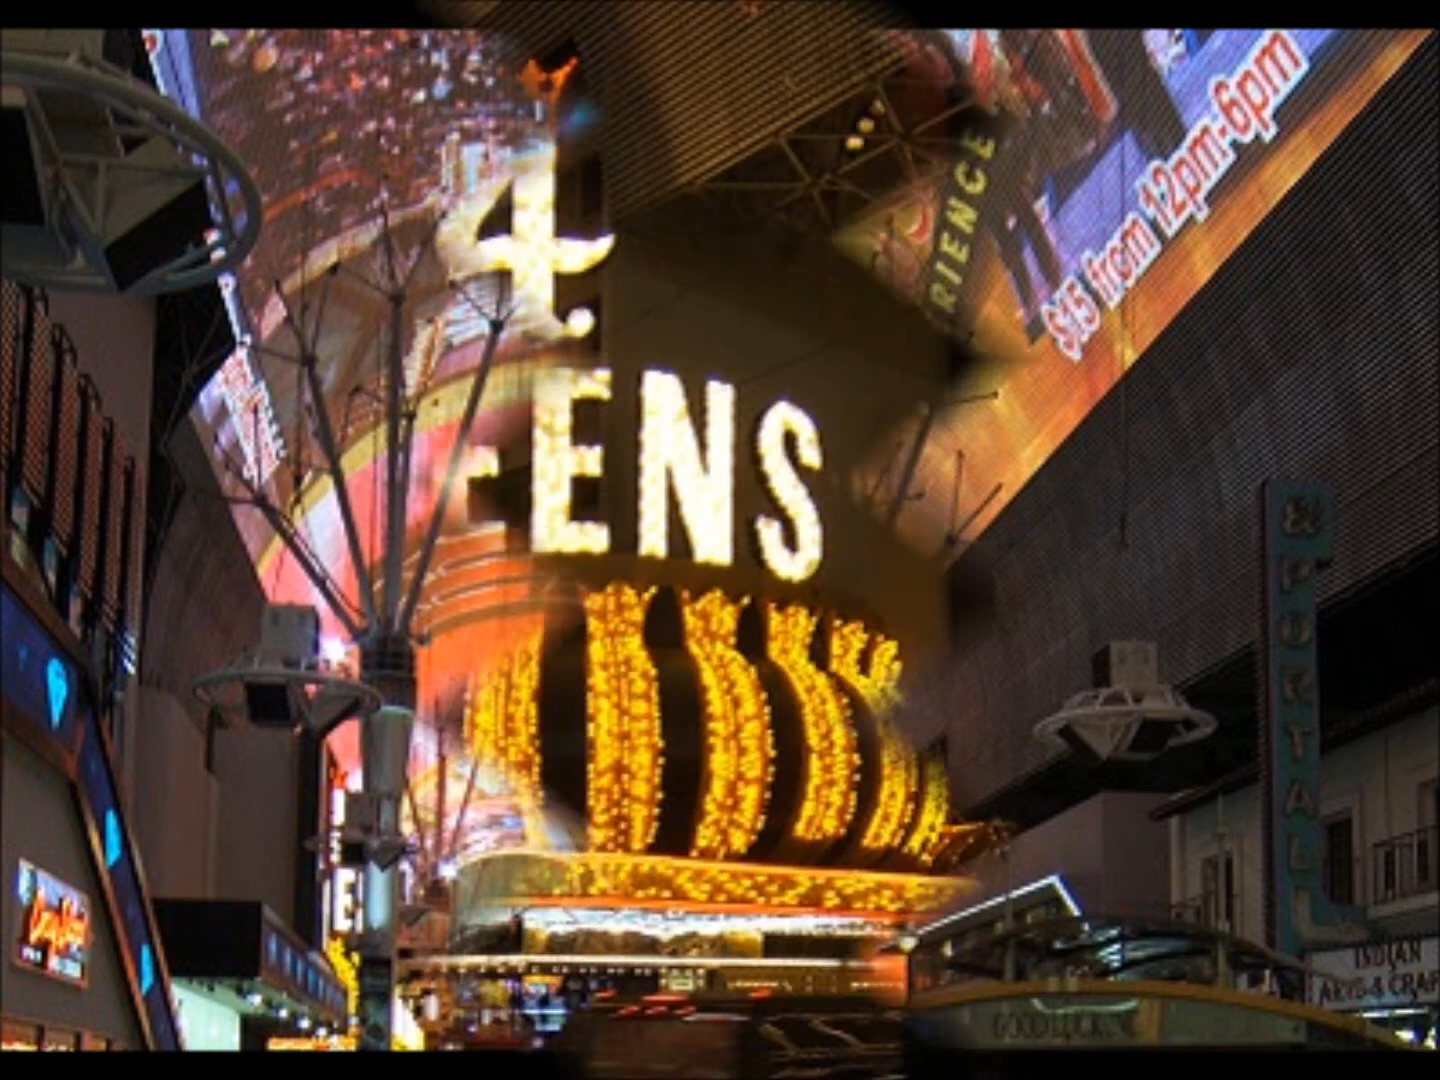 4
RIENCE
$15 from 12pm-6pm
ENS
& PORTAL
INDIAN
ARTS & CRAF
GOOD LUCK